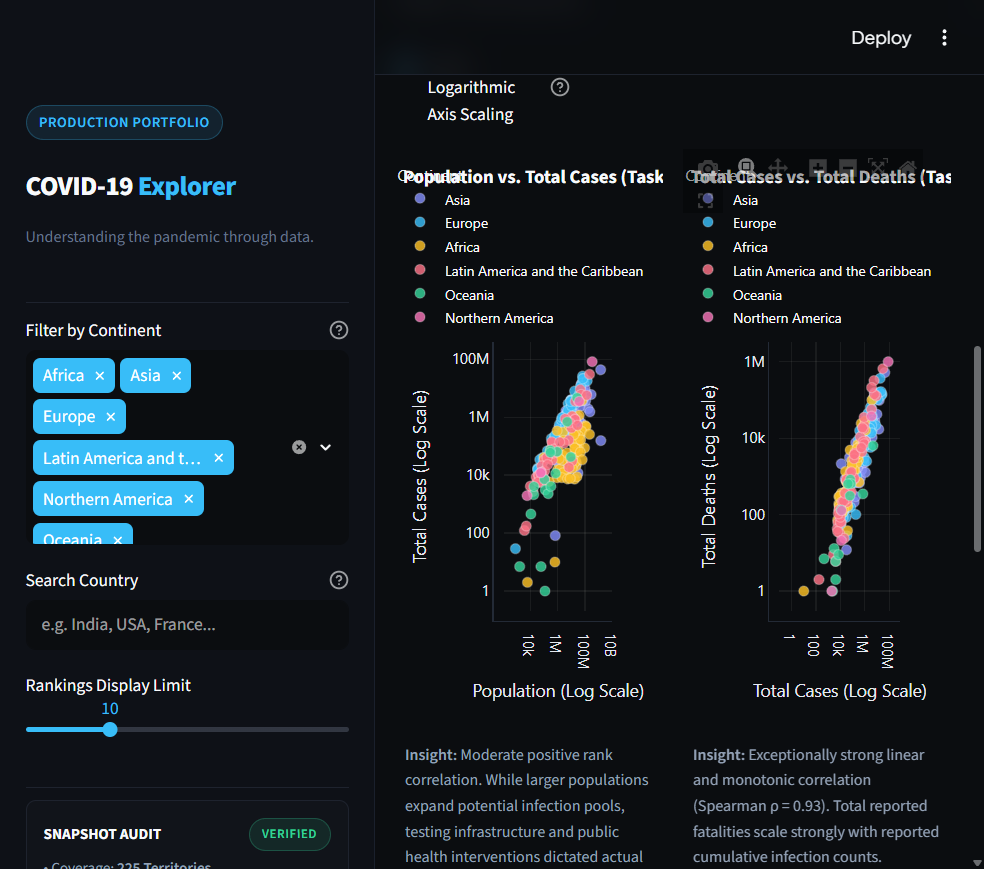 Deploy
PRODUCTION PORTFOLIO
COVID-19 Explorer
Understanding the pandemic through data.
Filter by Continent
Africa ×
Asia ×
Europe ×
Latin America and t... ×
Northern America ×
Oceania ×
Search Country
e.g. India, USA, France...
Rankings Display Limit
10
SNAPSHOT AUDIT
VERIFIED
• Coverage: 225 Territories
Logarithmic
Axis Scaling
Population vs. Total Cases (Task
Continent
Asia
Europe
Africa
Latin America and the Caribbean
Oceania
Northern America
100M
1M
10k
100
1
Total Cases (Log Scale)
10k
1M
100M
10B
Population (Log Scale)
Insight: Moderate positive rank
correlation. While larger populations
expand potential infection pools,
testing infrastructure and public
health interventions dictated actual
Total Cases vs. Total Deaths (Tas
Continent
Asia
Europe
Africa
Latin America and the Caribbean
Oceania
Northern America
1M
10k
100
1
Total Deaths (Log Scale)
1
100
10k
1M
100M
Total Cases (Log Scale)
Insight: Exceptionally strong linear
and monotonic correlation
(Spearman ρ = 0.93). Total reported
fatalities scale strongly with reported
cumulative infection counts.